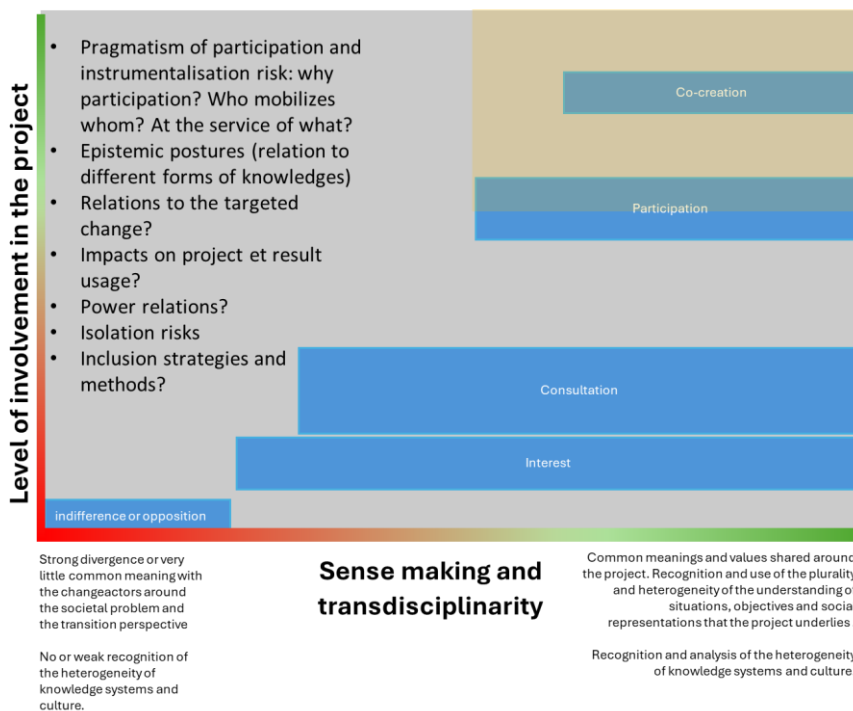 Level of involvement in the project
• Pragmatism of participation and
instrumentalisation risk: why
participation? Who mobilizes
whom? At the service of what?
• Epistemic postures (relation to
different forms of knowledges)
• Relations to the targeted
change?
• Impacts on project et result
usage?
• Power relations?
• Isolation risks
• Inclusion strategies and
methods?
Co-creation
Participation
Consultation
Interest
indifference or opposition
Strong divergence or very
little common meaning with
the changeactors around
the societal problem and
the transition perspective
No or weak recognition of
the heterogeneity of
knowledge systems and
culture.
Sense making and
transdisciplinarity
Common meanings and values shared around
the project. Recognition and use of the plurality
and heterogeneity of the understanding of
situations, objectives and social
representations that the project underlies.
Recognition and analysis of the heterogeneity
of knowledge systems and culture